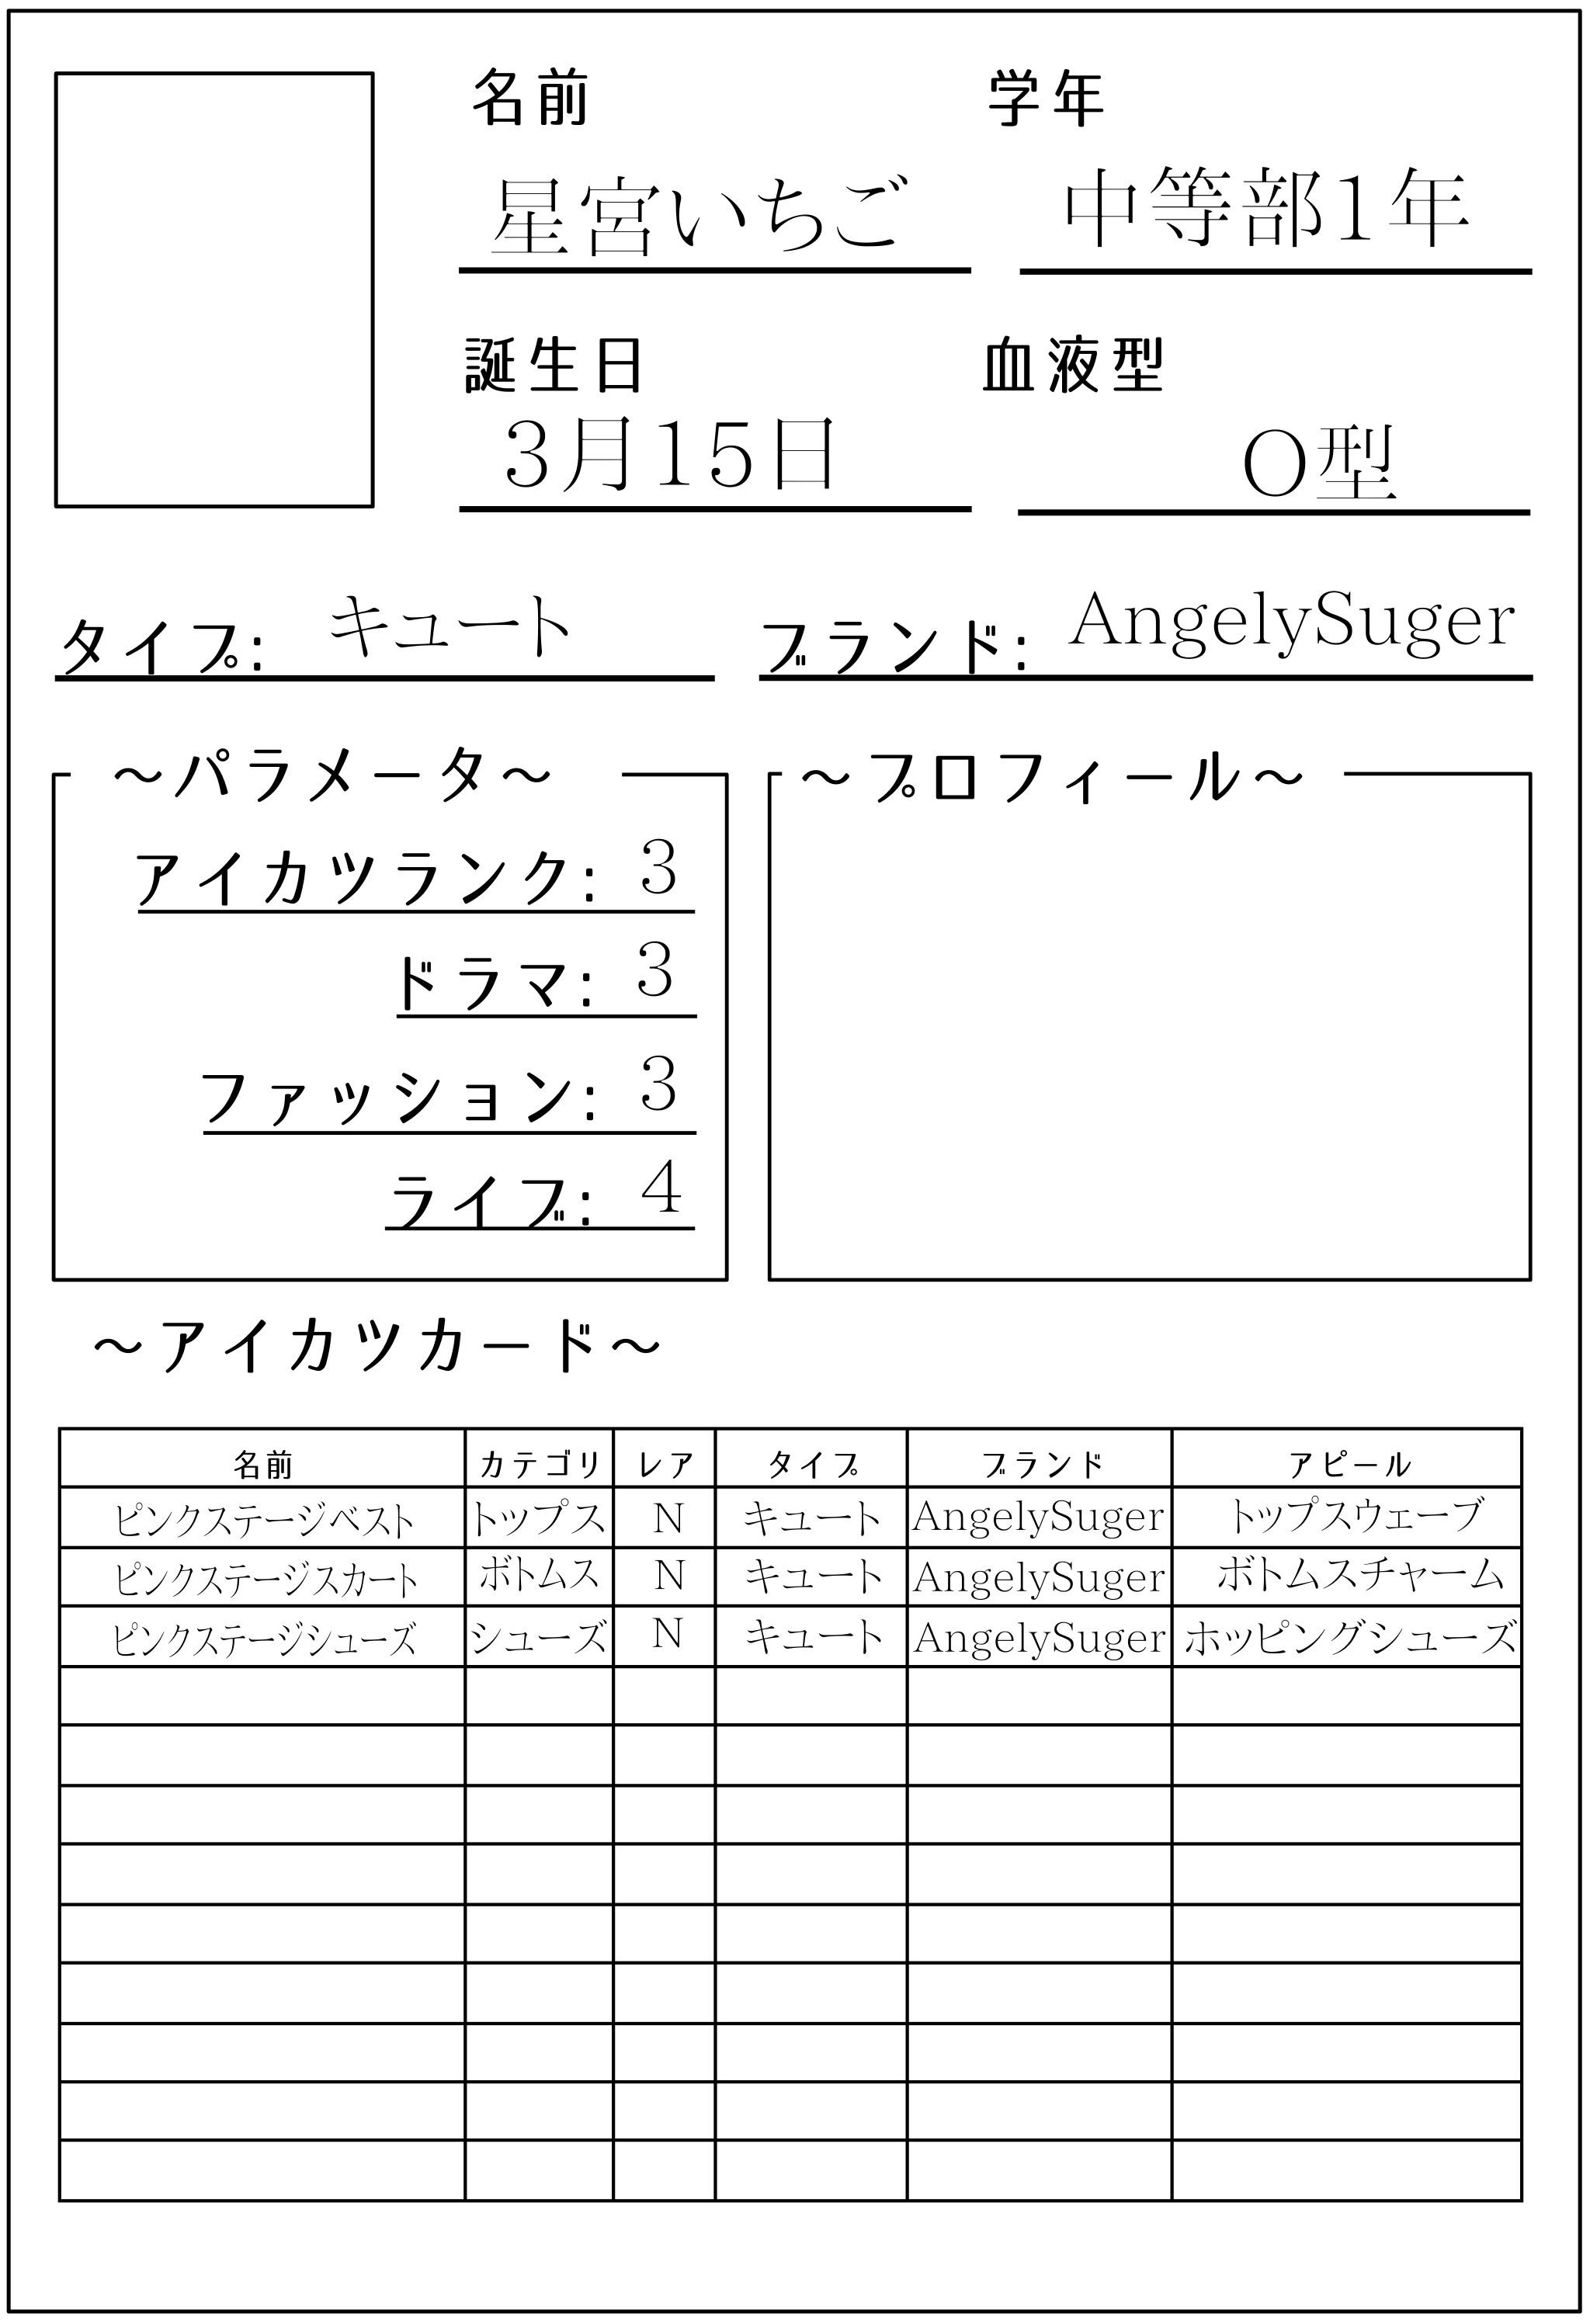 名前 学年
星宮いちご 中等部1年
誕生日 血液型
3月15日 O型
タイプ: キュート ブランド: AngelySuger
～パラメータ～ ～プロフィール～
アイカツランク: 3
ドラマ: 3
ファッション: 3
ライブ: 4
～アイカツカード～
名前 カテゴリ レア タイプ ブランド アピール
ピンクステージベスト トップス N キュート AngelySuger トップスウェーブ
ピンクステージスカート ボトムス N キュート AngelySuger ボトムスチャーム
ピンクステージシューズ シューズ N キュート AngelySuger ホッピングシューズ